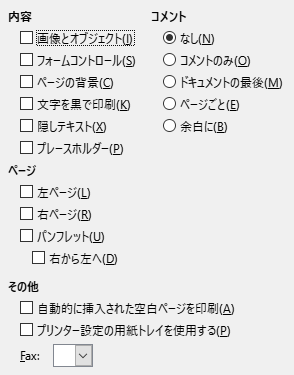 内容
画像とオブジェクト(I)
フォームコントロール(S)
ページの背景(C)
文字を黒で印刷(K)
隠しテキスト(X)
プレースホルダー(P)
コメント
なし(N)
コメントのみ(O)
ドキュメントの最後(M)
ページごと(E)
余白に(B)
ページ
左ページ(L)
右ページ(R)
パンフレット(U)
右から左へ(D)
その他
自動的に挿入された空白ページを印刷(A)
プリンター設定の用紙トレイを使用する(P)
Fax: